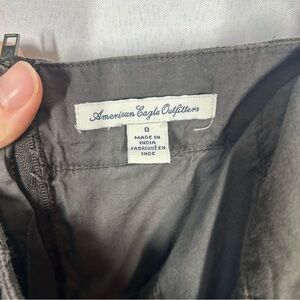 American Eagle Outfitters
0
MADE IN
INDIA
FABRIQUÉ EN
INDE